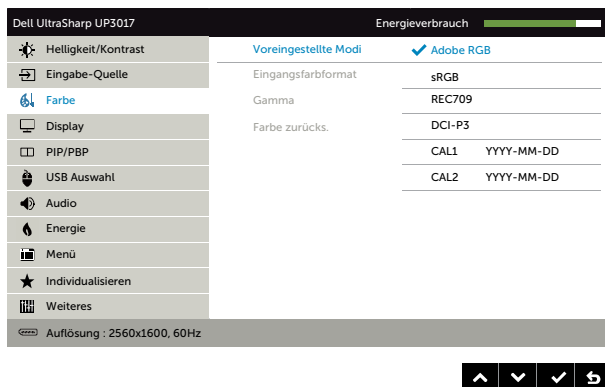 Dell UltraSharp UP3017 Energieverbrauch
Helligkeit/Kontrast Voreingestellte Modi Adobe RGB
Eingabe-Quelle Eingangsfarbformat sRGB
Farbe Gamma REC709
Display Farbe zurücks. DCI-P3
PIP/PBP CAL1 YYYY-MM-DD
USB Auswahl CAL2 YYYY-MM-DD
Audio
Energie
Menü
Individualisieren
Weiteres
Auflösung : 2560x1600, 60Hz